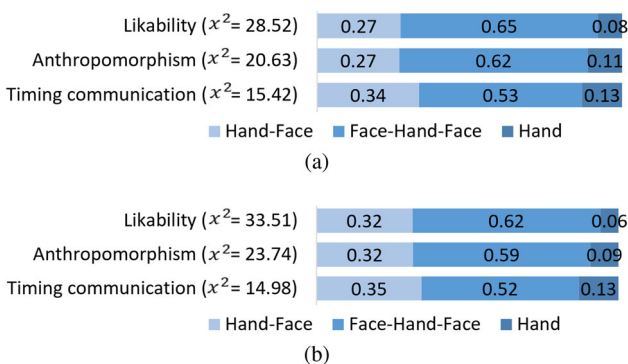 Likability (x²= 28.52) 0.27 0.65 0.08
Anthropomorphism (x²= 20.63) 0.27 0.62 0.11
Timing communication (x²= 15.42) 0.34 0.53 0.13
Hand-Face Face-Hand-Face Hand
(a)
Likability (x²= 33.51) 0.32 0.62 0.06
Anthropomorphism (x²= 23.74) 0.32 0.59 0.09
Timing communication (x²= 14.98) 0.35 0.52 0.13
Hand-Face Face-Hand-Face Hand
(b)